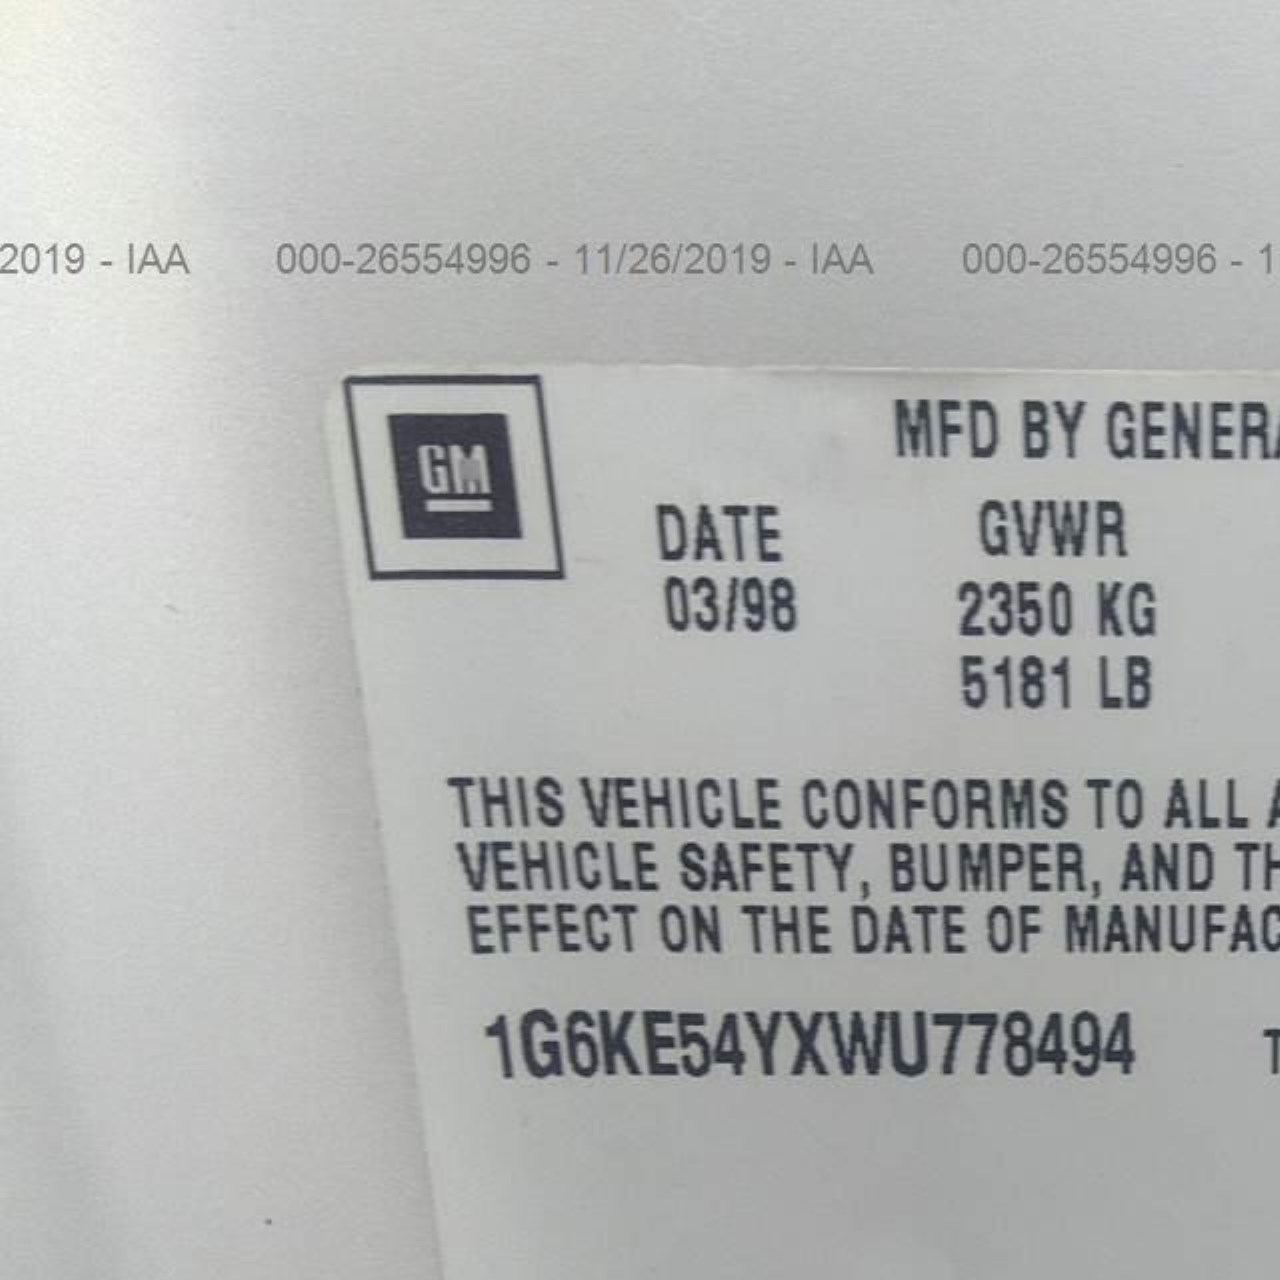 2019 - IAA 000-26554996 - 11/26/2019 - IAA 000-26554996 - 1
GM
MFD BY GENERA
DATE GVWR
03/98 2350 KG
5181 LB
THIS VEHICLE CONFORMS TO ALL A
VEHICLE SAFETY, BUMPER, AND TH
EFFECT ON THE DATE OF MANUFAC
1G6KE54YXWU778494 T